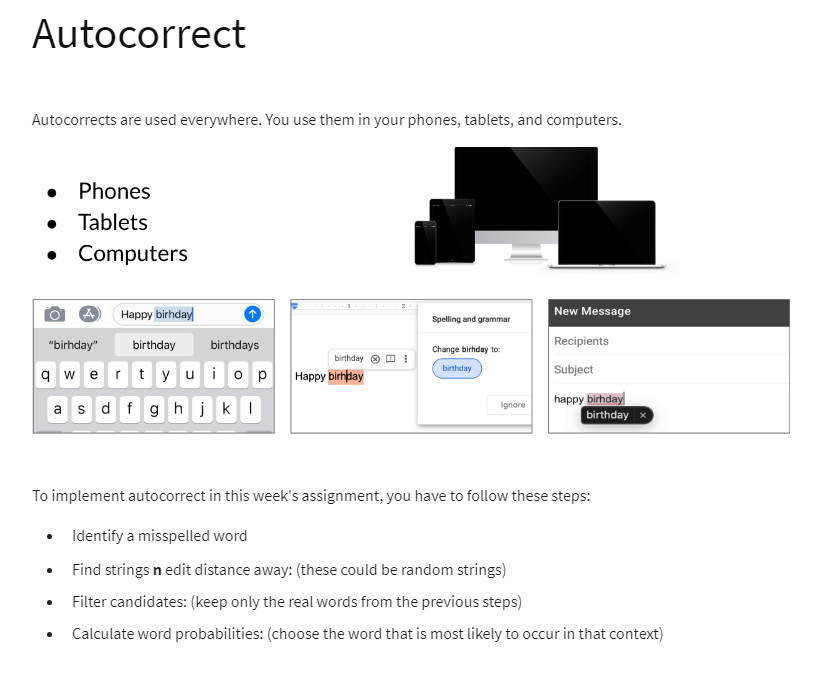 Autocorrect
Autocorrects are used everywhere. You use them in your phones, tablets, and computers.
• Phones
• Tablets
• Computers
Happy birhday
"birhday" birthday birthdays
q w e r t y u i o p
a s d f g h j k l
1 2
Spelling and grammar
Change birhday to:
birthday
birthday
Happy birhday
Ignore
New Message
Recipients
Subject
happy birhday
birthday ×
To implement autocorrect in this week's assignment, you have to follow these steps:
• Identify a misspelled word
• Find strings n edit distance away: (these could be random strings)
• Filter candidates: (keep only the real words from the previous steps)
• Calculate word probabilities: (choose the word that is most likely to occur in that context)